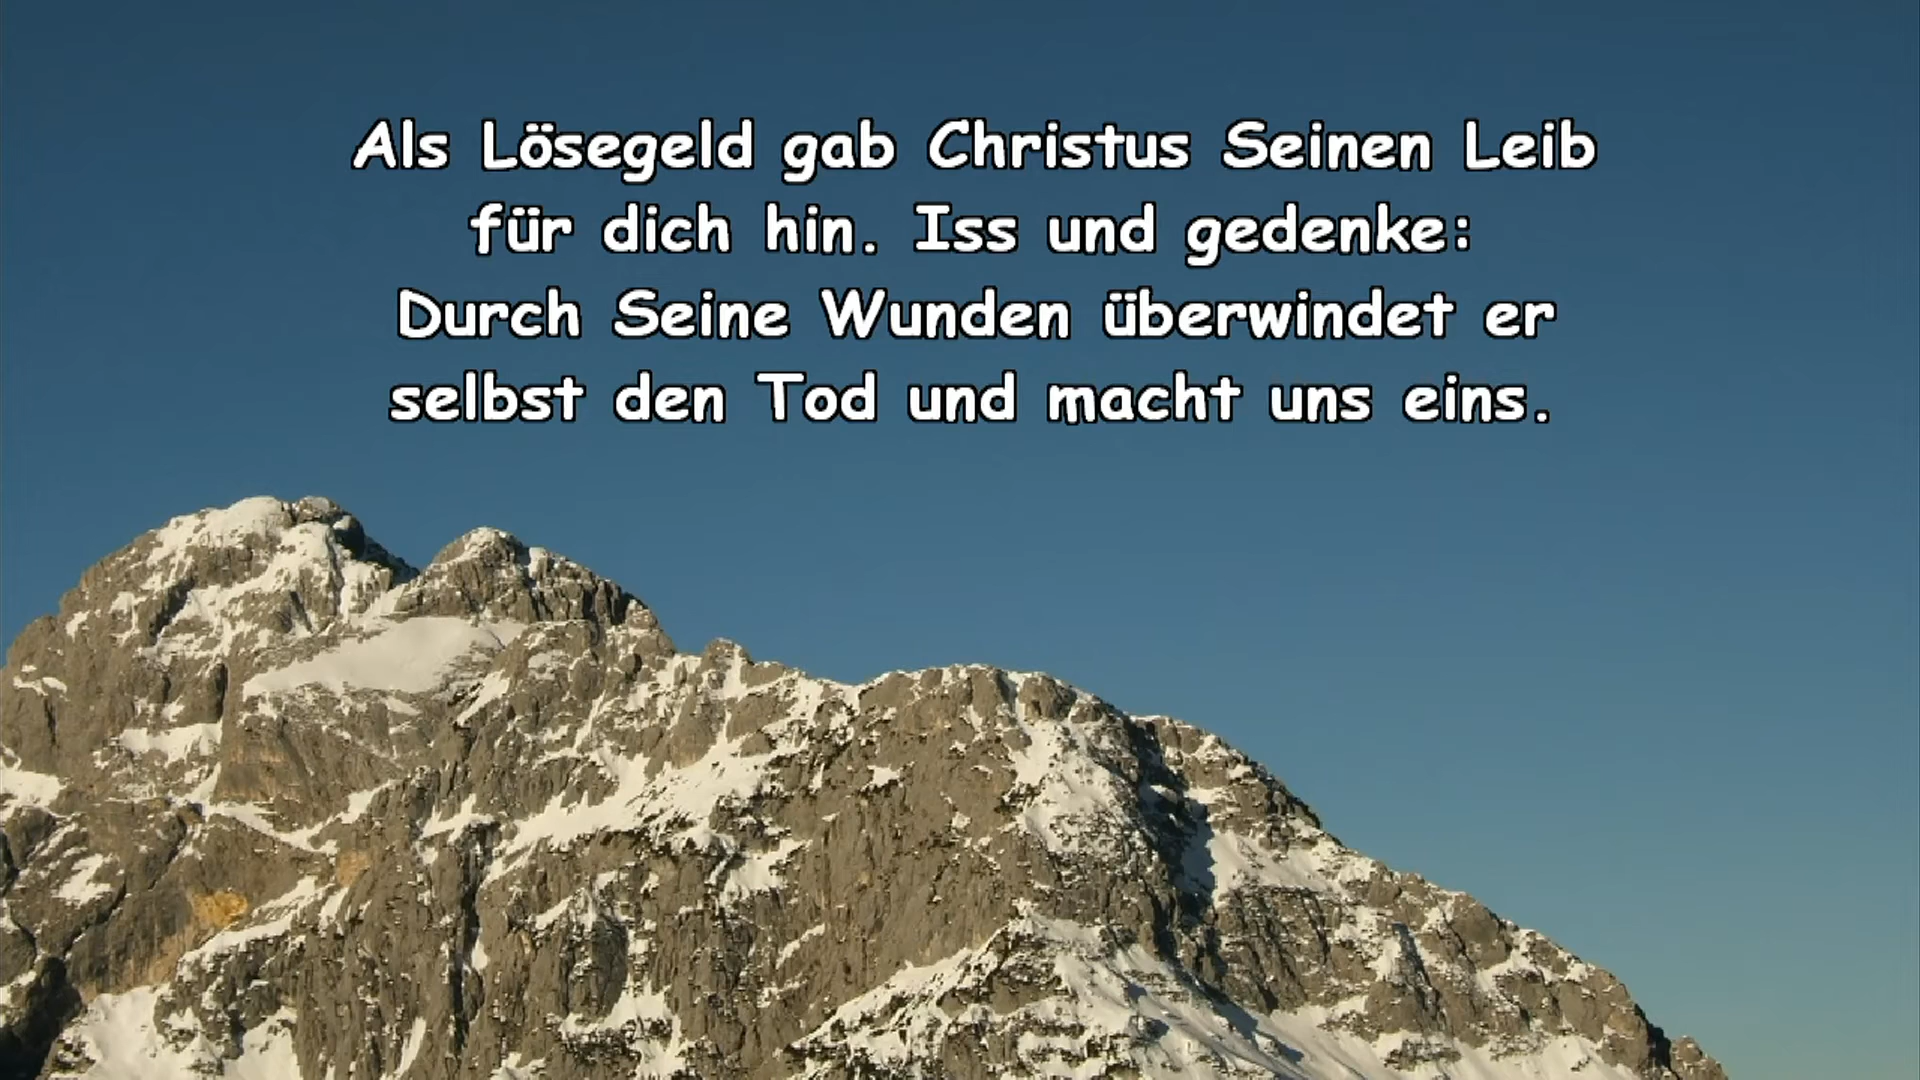 Als Lösegeld gab Christus Seinen Leib
für dich hin. Iss und gedenke:
Durch Seine Wunden überwindet er
selbst den Tod und macht uns eins.